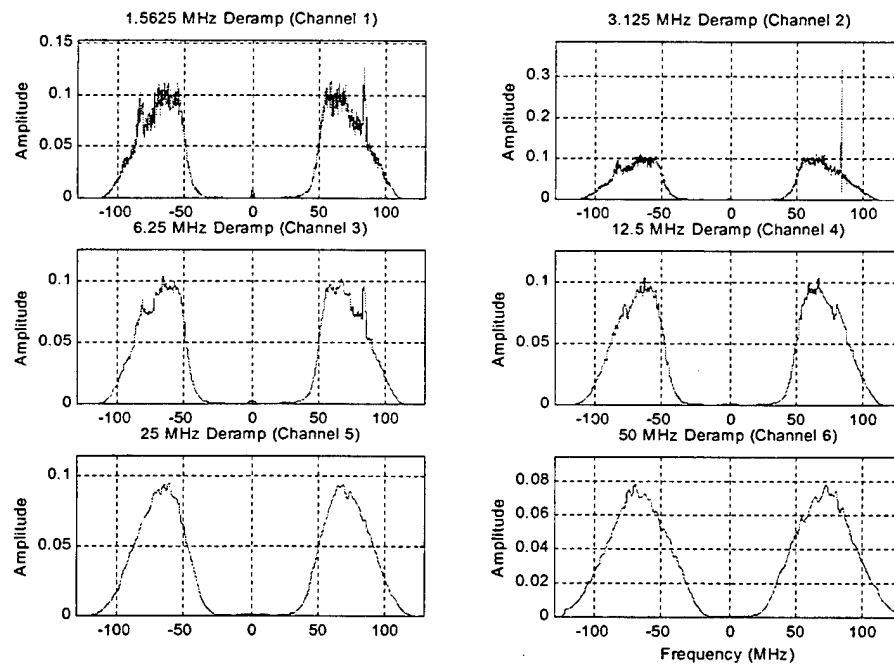 1.5625 MHz Deramp (Channel 1)
0.15
0.1
0.05
0
Amplitude
-100 -50 0 50 100
3.125 MHz Deramp (Channel 2)
0.3
0.2
0.1
0
Amplitude
-100 -50 0 50 100
6.25 MHz Deramp (Channel 3)
0.1
0.05
0
Amplitude
-100 -50 0 50 100
12.5 MHz Deramp (Channel 4)
0.1
0.05
0
Amplitude
-100 -50 0 50 100
25 MHz Deramp (Channel 5)
0.1
0.05
0
Amplitude
-100 -50 0 50 100
50 MHz Deramp (Channel 6)
0.08
0.06
0.04
0.02
0
Amplitude
-100 -50 0 50 100
Frequency (MHz)